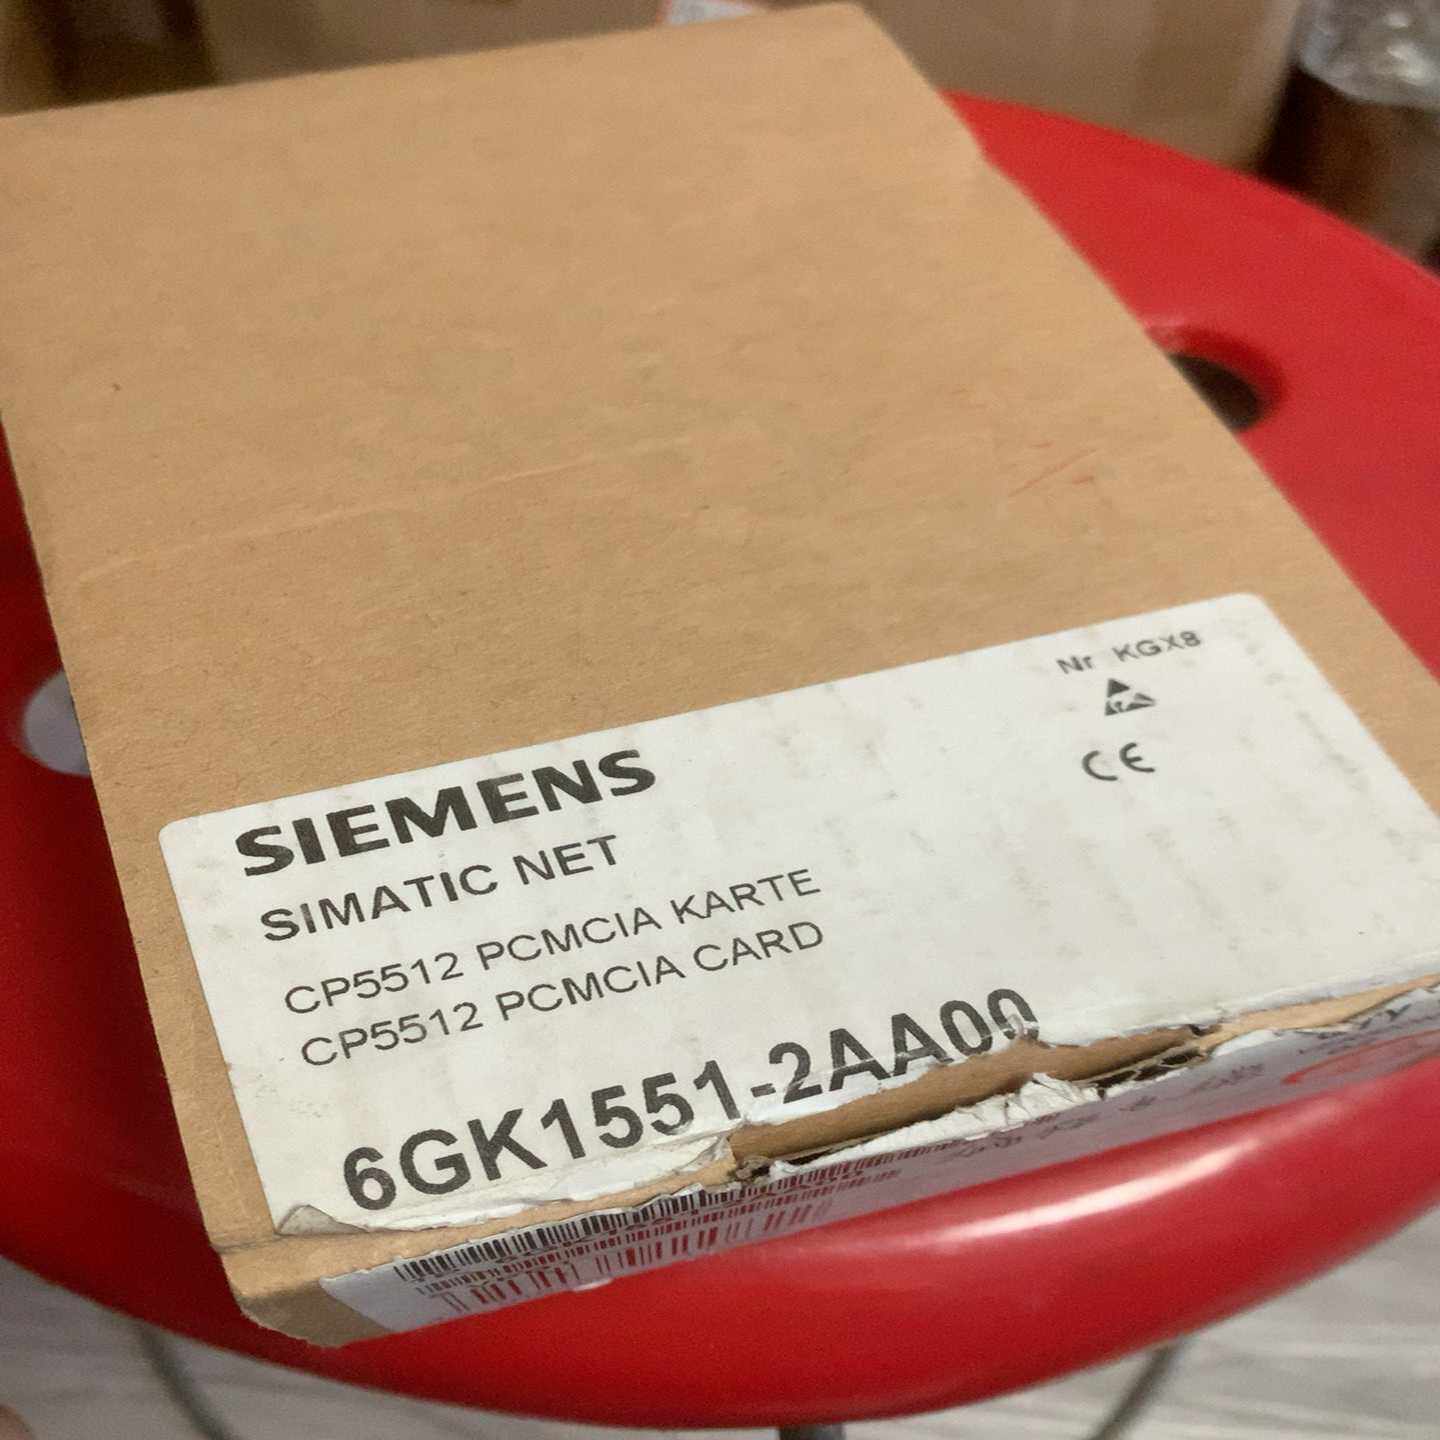 Nr KGX8
CE
SIEMENS
SIMATIC NET
CP5512 PCMCIA KARTE
CP5512 PCMCIA CARD
6GK1551-2AA00